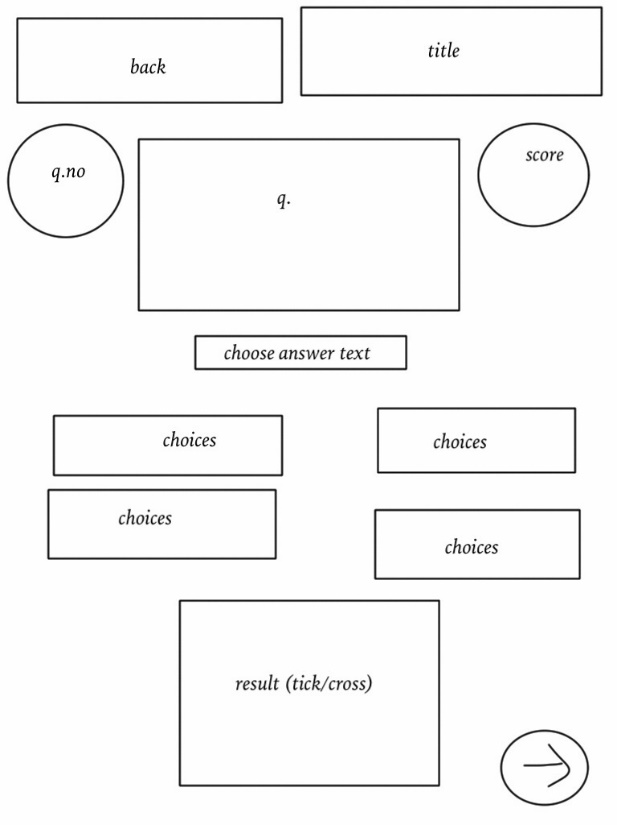 back
title
q.no
q.
score
choose answer text
choices
choices
choices
choices
result (tick/cross)